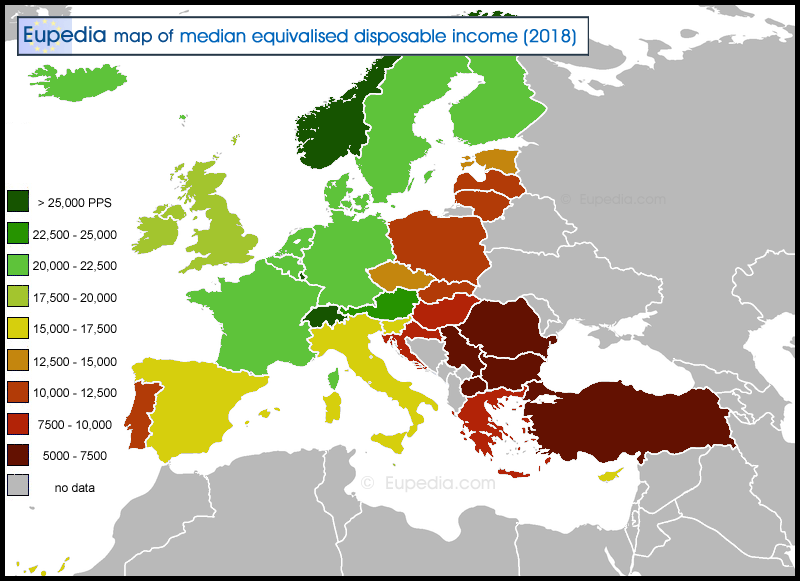 Eupedia map of median equivalised disposable income (2018)
© Eupedia.com
> 25,000 PPS
22,500 - 25,000
20,000 - 22,500
17,500 - 20,000
15,000 - 17,500
12,500 - 15,000
10,000 - 12,500
7500 - 10,000
5000 - 7500
no data
© Eupedia.com